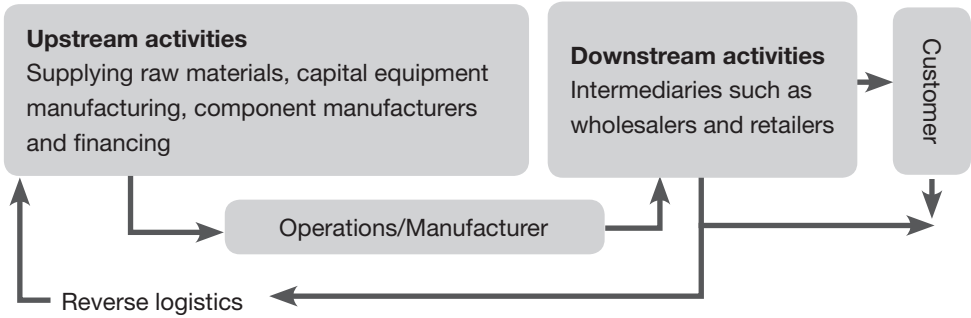 Upstream activities
Supplying raw materials, capital equipment
manufacturing, component manufacturers
and financing
Downstream activities
Intermediaries such as
wholesalers and retailers
Customer
Operations/Manufacturer
Reverse logistics